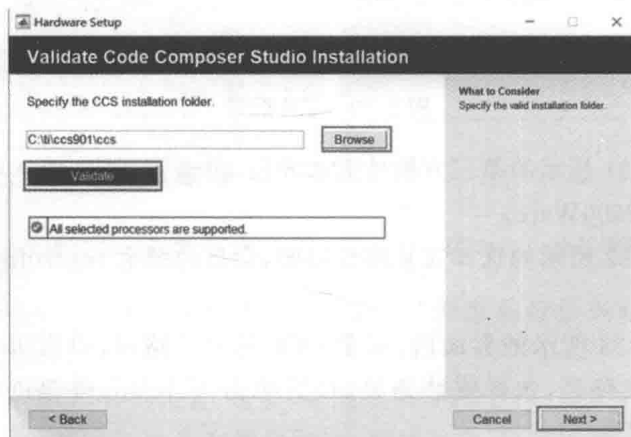 Hardware Setup
Validate Code Composer Studio Installation
Specify the CCS installation folder.
C:\ti\ccs901\ccs
Browse
Validate
All selected processors are supported.
What to Consider
Specify the valid installation folder.
< Back
Cancel
Next >